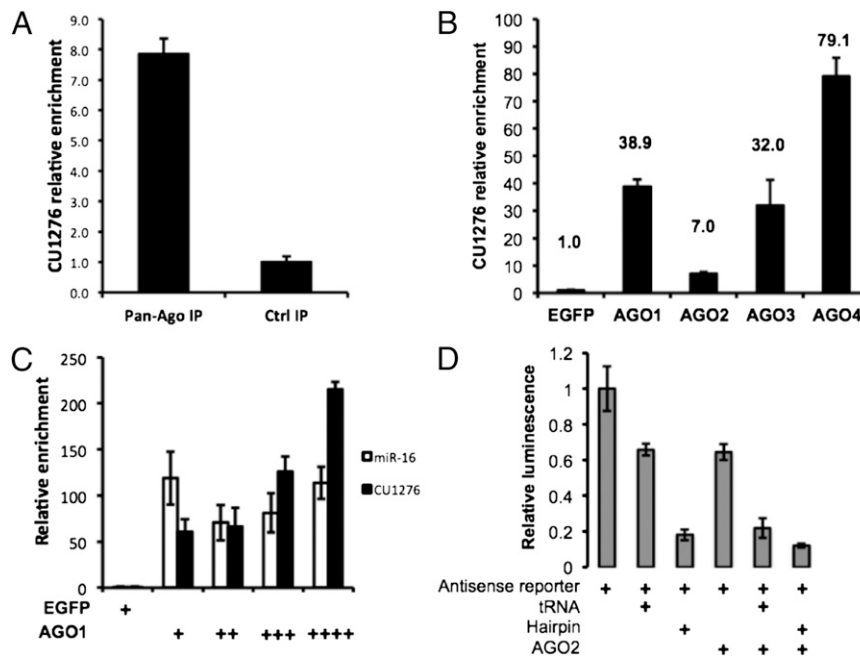 A
CU1276 relative enrichment
9.0
8.0
7.0
6.0
5.0
4.0
3.0
2.0
1.0
0.0
Pan-Ago IP
Ctrl IP
B
CU1276 relative enrichment
100
90
80
70
60
50
40
30
20
10
0
1.0
38.9
7.0
32.0
79.1
EGFP
AGO1
AGO2
AGO3
AGO4
C
Relative enrichment
250
200
150
100
50
0
miR-16
CU1276
EGFP +
AGO1 + ++ +++ ++++
D
Relative luminescence
1.2
1
0.8
0.6
0.4
0.2
0
Antisense reporter + + + + + +
tRNA + +
Hairpin + +
AGO2 + + +